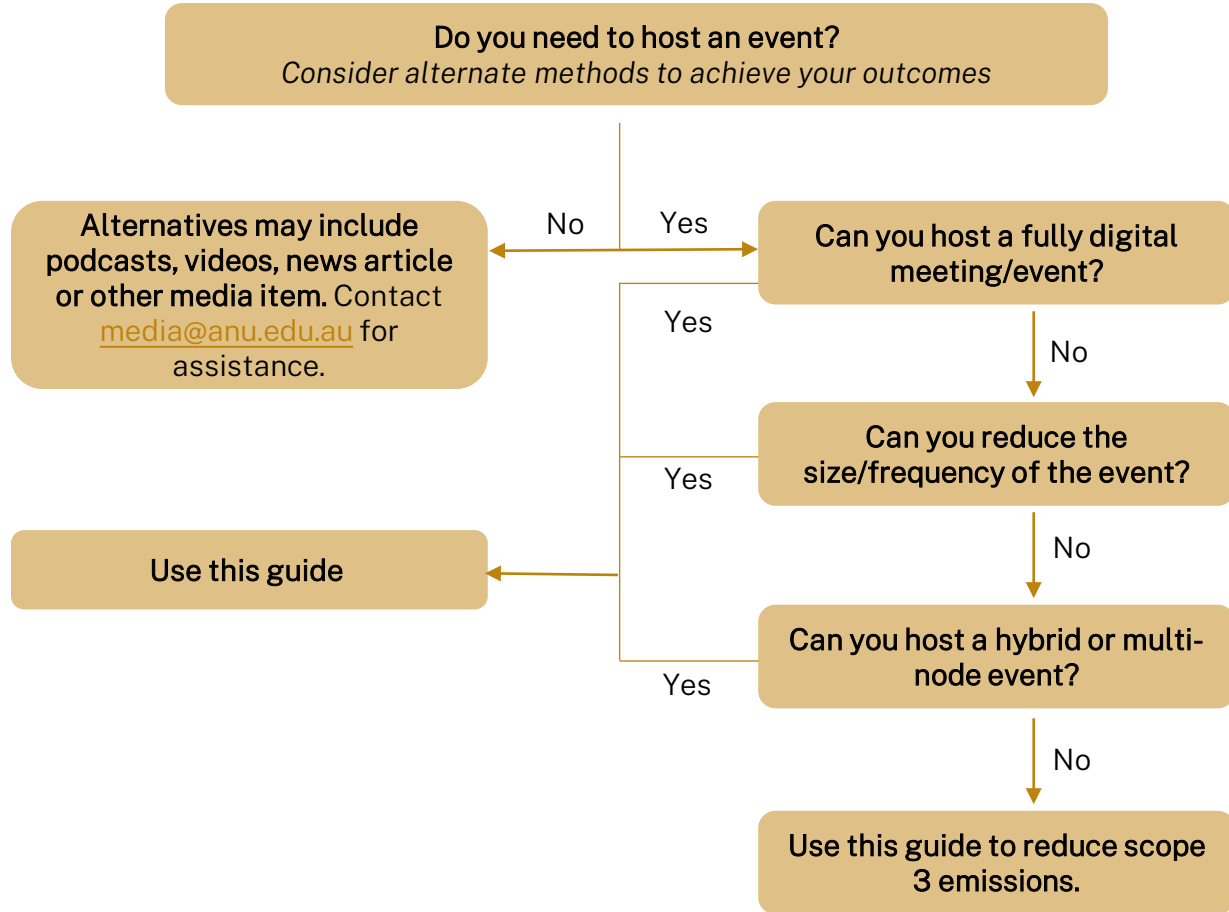 Do you need to host an event?
Consider alternate methods to achieve your outcomes
No
Yes
Alternatives may include
podcasts, videos, news article
or other media item. Contact
media@anu.edu.au for
assistance.
Can you host a fully digital
meeting/event?
Yes
No
Can you reduce the
size/frequency of the event?
Yes
No
Use this guide
Can you host a hybrid or multi-
node event?
Yes
No
Use this guide to reduce scope
3 emissions.